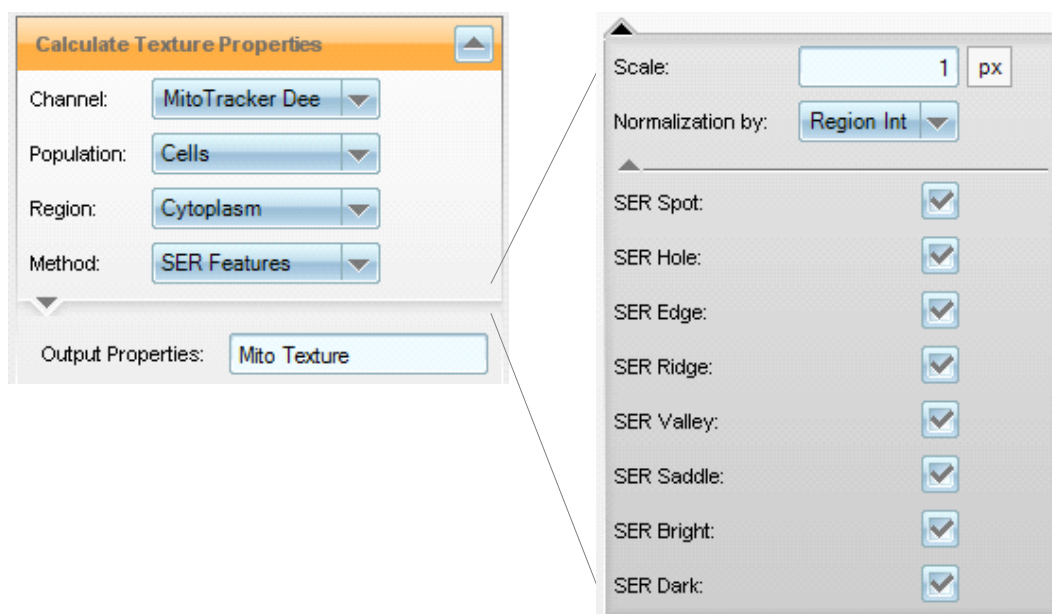 Calculate Texture Properties
Channel: MitoTracker Dee
Population: Cells
Region: Cytoplasm
Method: SER Features
Output Properties: Mito Texture
Scale: 1 px
Normalization by: Region Int
SER Spot:
SER Hole:
SER Edge:
SER Ridge:
SER Valley:
SER Saddle:
SER Bright:
SER Dark: